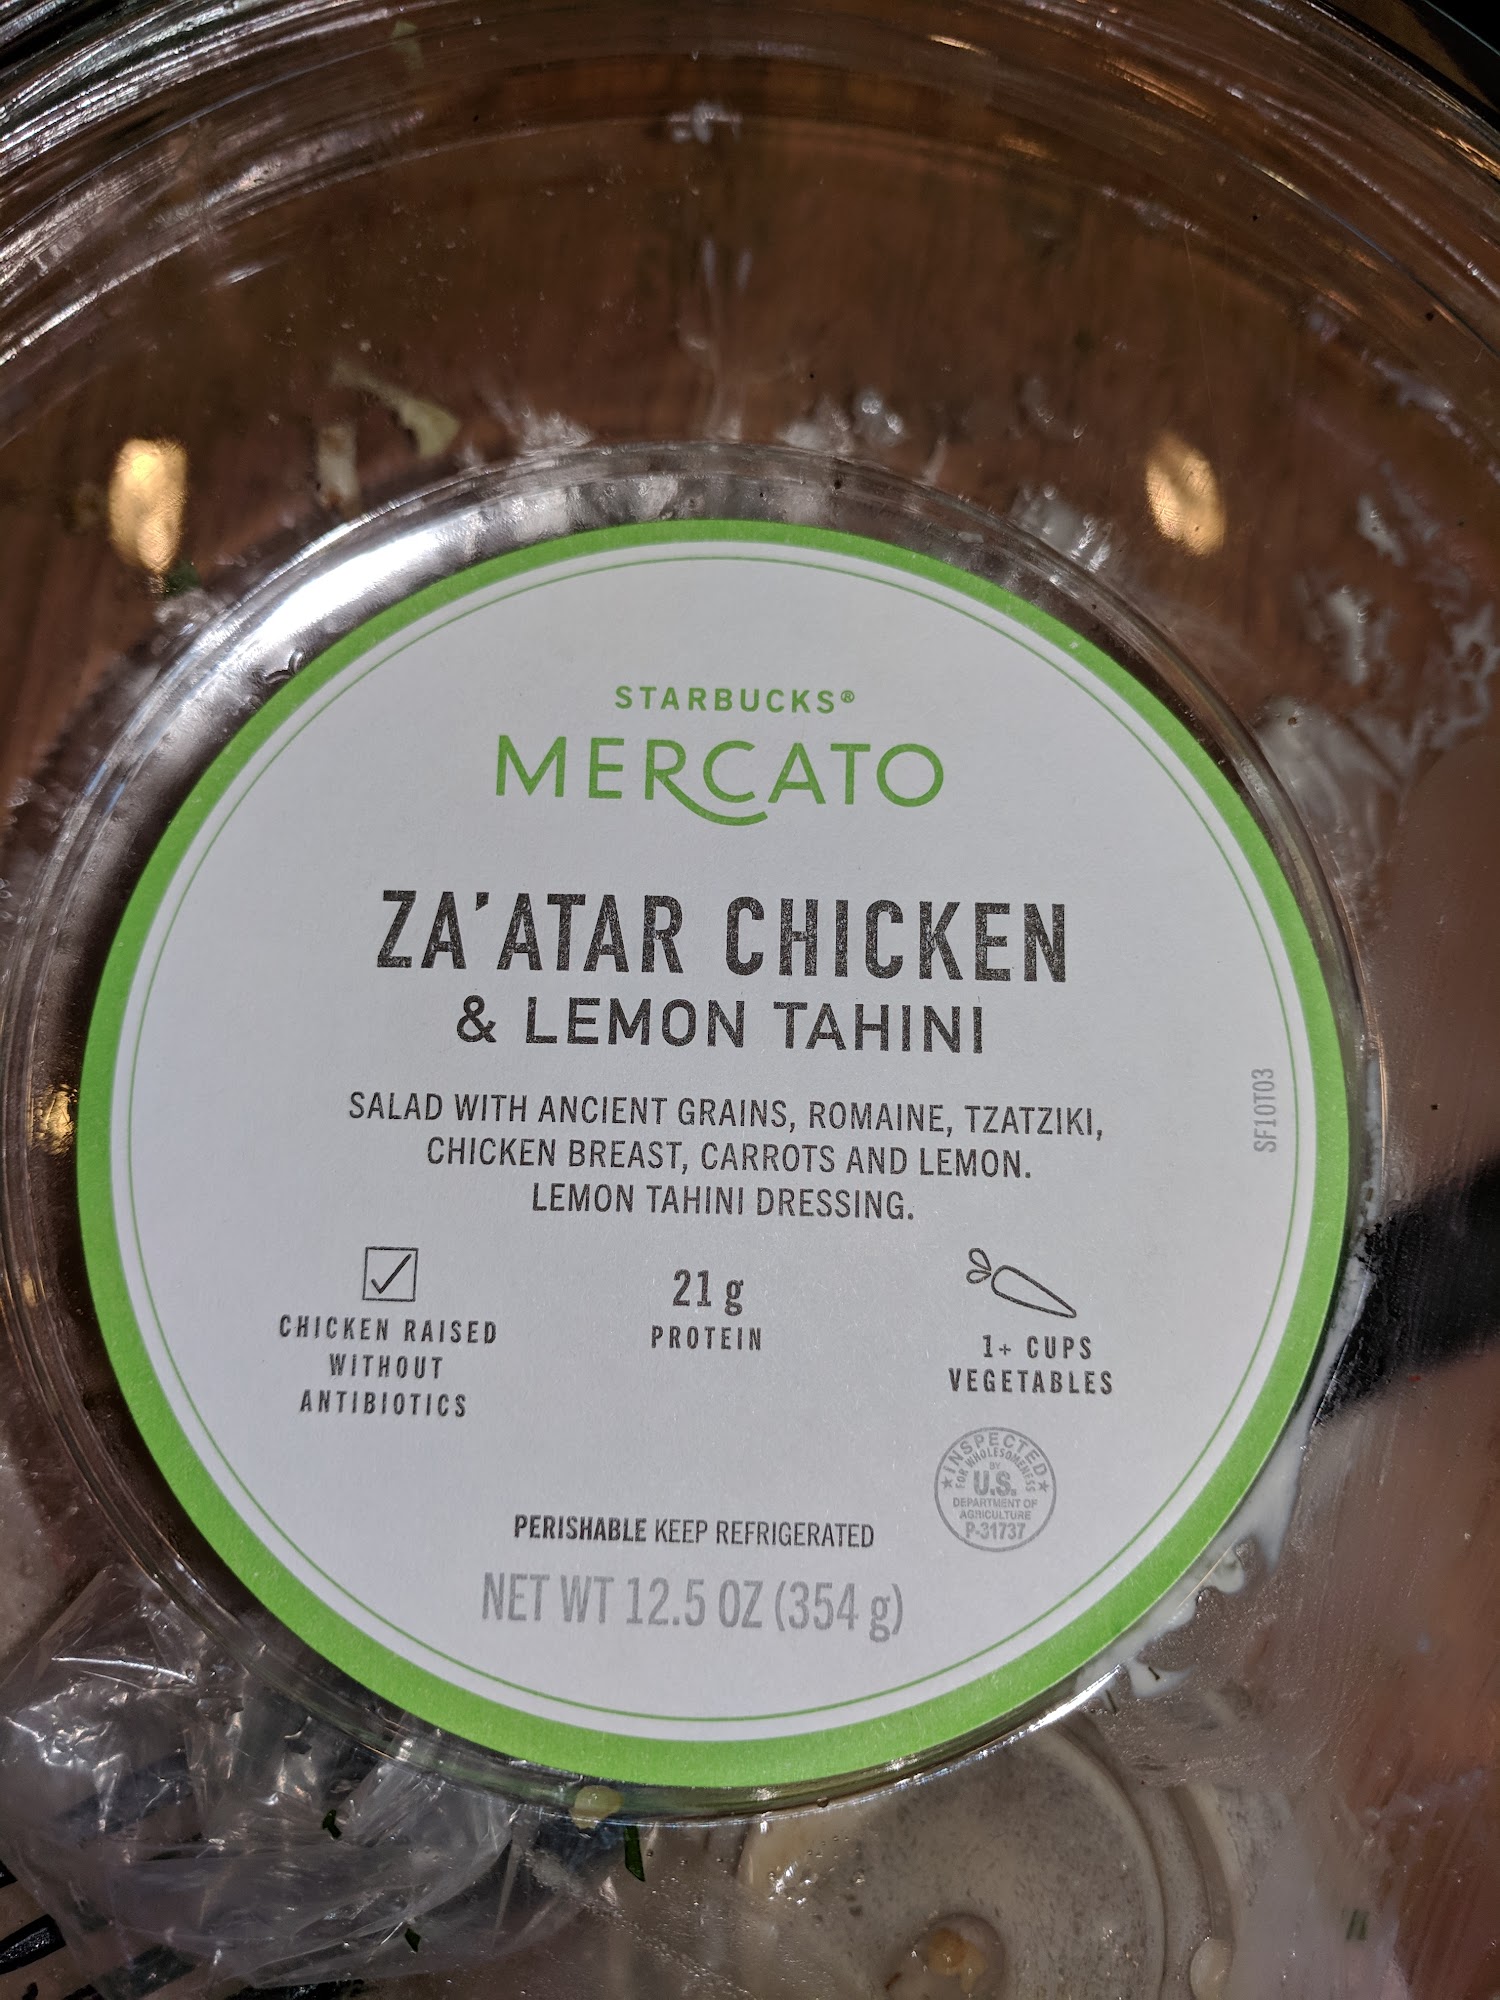 STARBUCKS®
MERCATO
ZA'ATAR CHICKEN
& LEMON TAHINI
SALAD WITH ANCIENT GRAINS, ROMAINE, TZATZIKI,
CHICKEN BREAST, CARROTS AND LEMON.
LEMON TAHINI DRESSING.
CHICKEN RAISED
WITHOUT
ANTIBIOTICS
21 g
PROTEIN
1+ CUPS
VEGETABLES
INSPECTED
FOR WHOLESOMENESS
BY
U.S.
DEPARTMENT OF
AGRICULTURE
P-31737
PERISHABLE KEEP REFRIGERATED
NET WT 12.5 OZ (354 g)
SF10T03